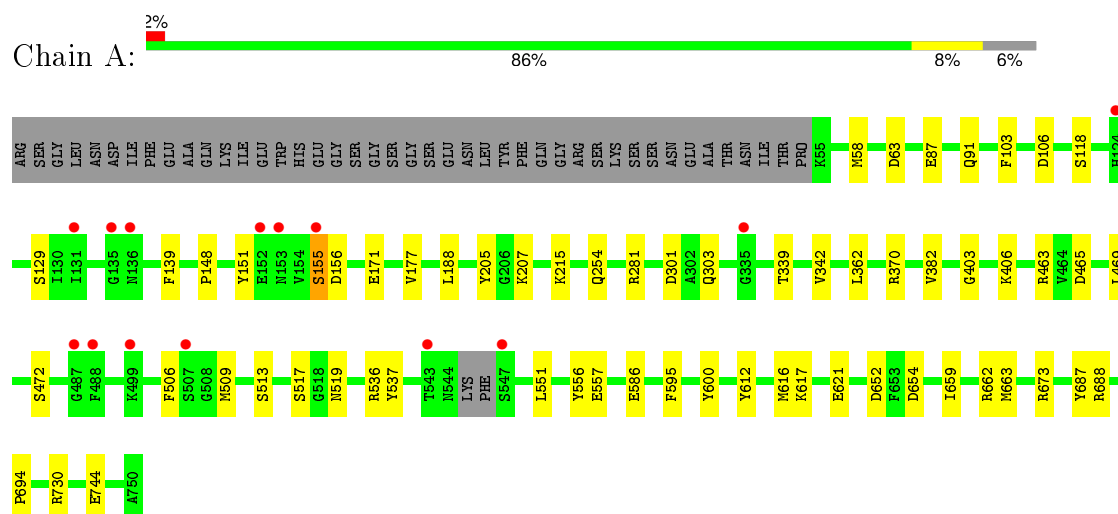 2%
Chain A:
86% 8% 6%
ARG SER GLY LEU ASN ASP ILE PHE GLU ALA GLN LYS ILE GLU TRP HIS GLU GLY SER GLY SER GLY SER GLU ASN LEU TYR PHE GLN GLY ARG SER LYS SER SER ASN GLU ALA THR ASN ILE THR PRO K55 M58 D63 E87 Q91 F103 D106 S118 H124
S129 I130 I131 G135 N136 F139 P148 Y151 E152 N153 V154 S155 D156 E171 V177 L188 Y205 G206 K207 K215 Q254 R281 D301 A302 Q303 G335 T339 V342 L362 R370 V382 G403 K406 R463 V464 D465 L469
S472 G487 F488 K499 F506 S507 G508 M509 S513 S517 G518 N519 R536 Y537 T543 N544 LYS PHE S547 L551 Y556 E557 E586 F595 Y600 Y612 M616 K617 E621 D652 F653 D654 I659 R662 M663 R673 Y687 R688
P694 R730 E744 A750